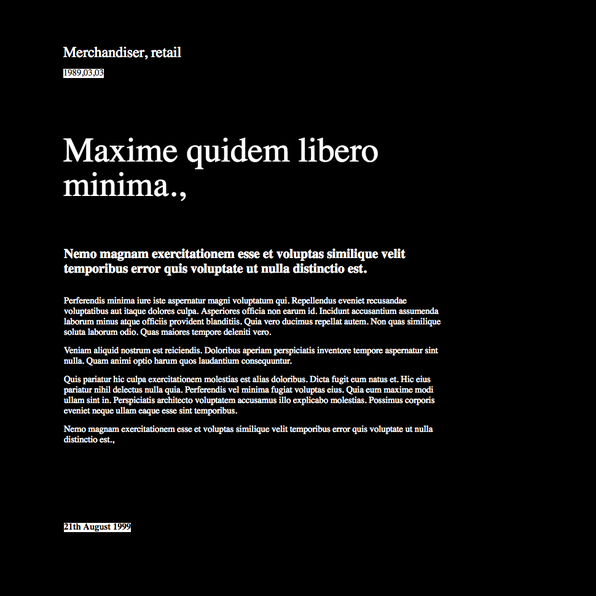 Merchandiser, retail
1989,03,03
Maxime quidem libero
minima.,
Nemo magnam exercitationem esse et voluptas similique velit
temporibus error quis voluptate ut nulla distinctio est.
Perferendis minima iure iste aspernatur magni voluptatum qui. Repellendus eveniet recusandae
voluptatibus aut itaque dolores culpa. Asperiores officia non earum id. Incidunt accusantium assumenda
laborum minus atque officiis provident blanditiis. Quia vero ducimus repellat autem. Non quas similique
soluta laborum odio. Quas maiores tempore deleniti vero.
Veniam aliquid nostrum est reiciendis. Doloribus aperiam perspiciatis inventore tempore aspernatur sint
nulla. Quam animi optio harum quos laudantium consequuntur.
Quis pariatur hic culpa exercitationem molestias est alias doloribus. Dicta fugit eum natus et. Hic eius
pariatur nihil delectus nulla quia. Perferendis vel minima fugiat voluptas eius. Quia eum maxime modi
ullam sint in. Perspiciatis architecto voluptatem accusamus illo explicabo molestias. Possimus corporis
eveniet neque ullam eaque esse sint temporibus.
Nemo magnam exercitationem esse et voluptas similique velit temporibus error quis voluptate ut nulla
distinctio est.,
21th August 1999